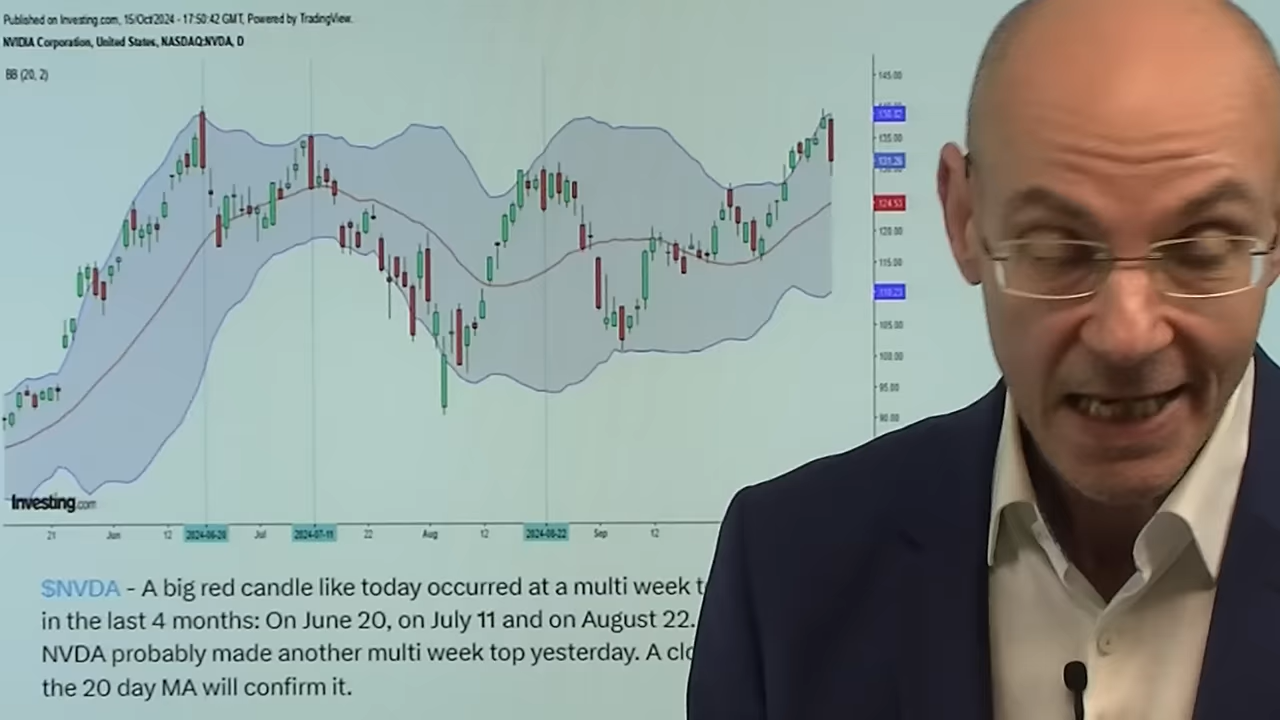 Published on Investing.com, 15/Oct/2024 - 17:50:42 GMT, Powered by TradingView.
NVIDIA Corporation, United States, NASDAQ:NVDA, D
BB (20, 2)
145.00
135.00
131.26
124.53
120.00
115.00
105.00
100.00
95.00
90.00
Investing.com
21 Jun 12 2024-06-20 Jul 2024-07-11 22 Aug 12 2024-08-22 Sep 12
$NVDA - A big red candle like today occurred at a multi week t
in the last 4 months: On June 20, on July 11 and on August 22.
NVDA probably made another multi week top yesterday. A clo
the 20 day MA will confirm it.